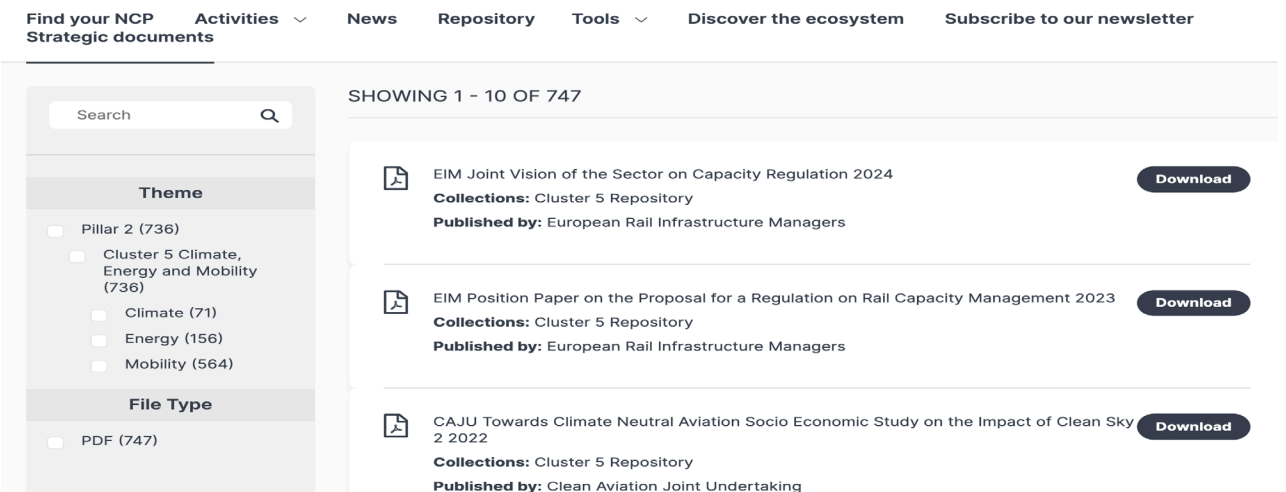 Find your NCP Activities News Repository Tools Discover the ecosystem Subscribe to our newsletter
Strategic documents
Search
Theme
Pillar 2 (736)
Cluster 5 Climate,
Energy and Mobility
(736)
Climate (71)
Energy (156)
Mobility (564)
File Type
PDF (747)
SHOWING 1 - 10 OF 747
EIM Joint Vision of the Sector on Capacity Regulation 2024
Download
Collections: Cluster 5 Repository
Published by: European Rail Infrastructure Managers
EIM Position Paper on the Proposal for a Regulation on Rail Capacity Management 2023
Download
Collections: Cluster 5 Repository
Published by: European Rail Infrastructure Managers
CAJU Towards Climate Neutral Aviation Socio Economic Study on the Impact of Clean Sky
2 2022
Download
Collections: Cluster 5 Repository
Published by: Clean Aviation Joint Undertaking